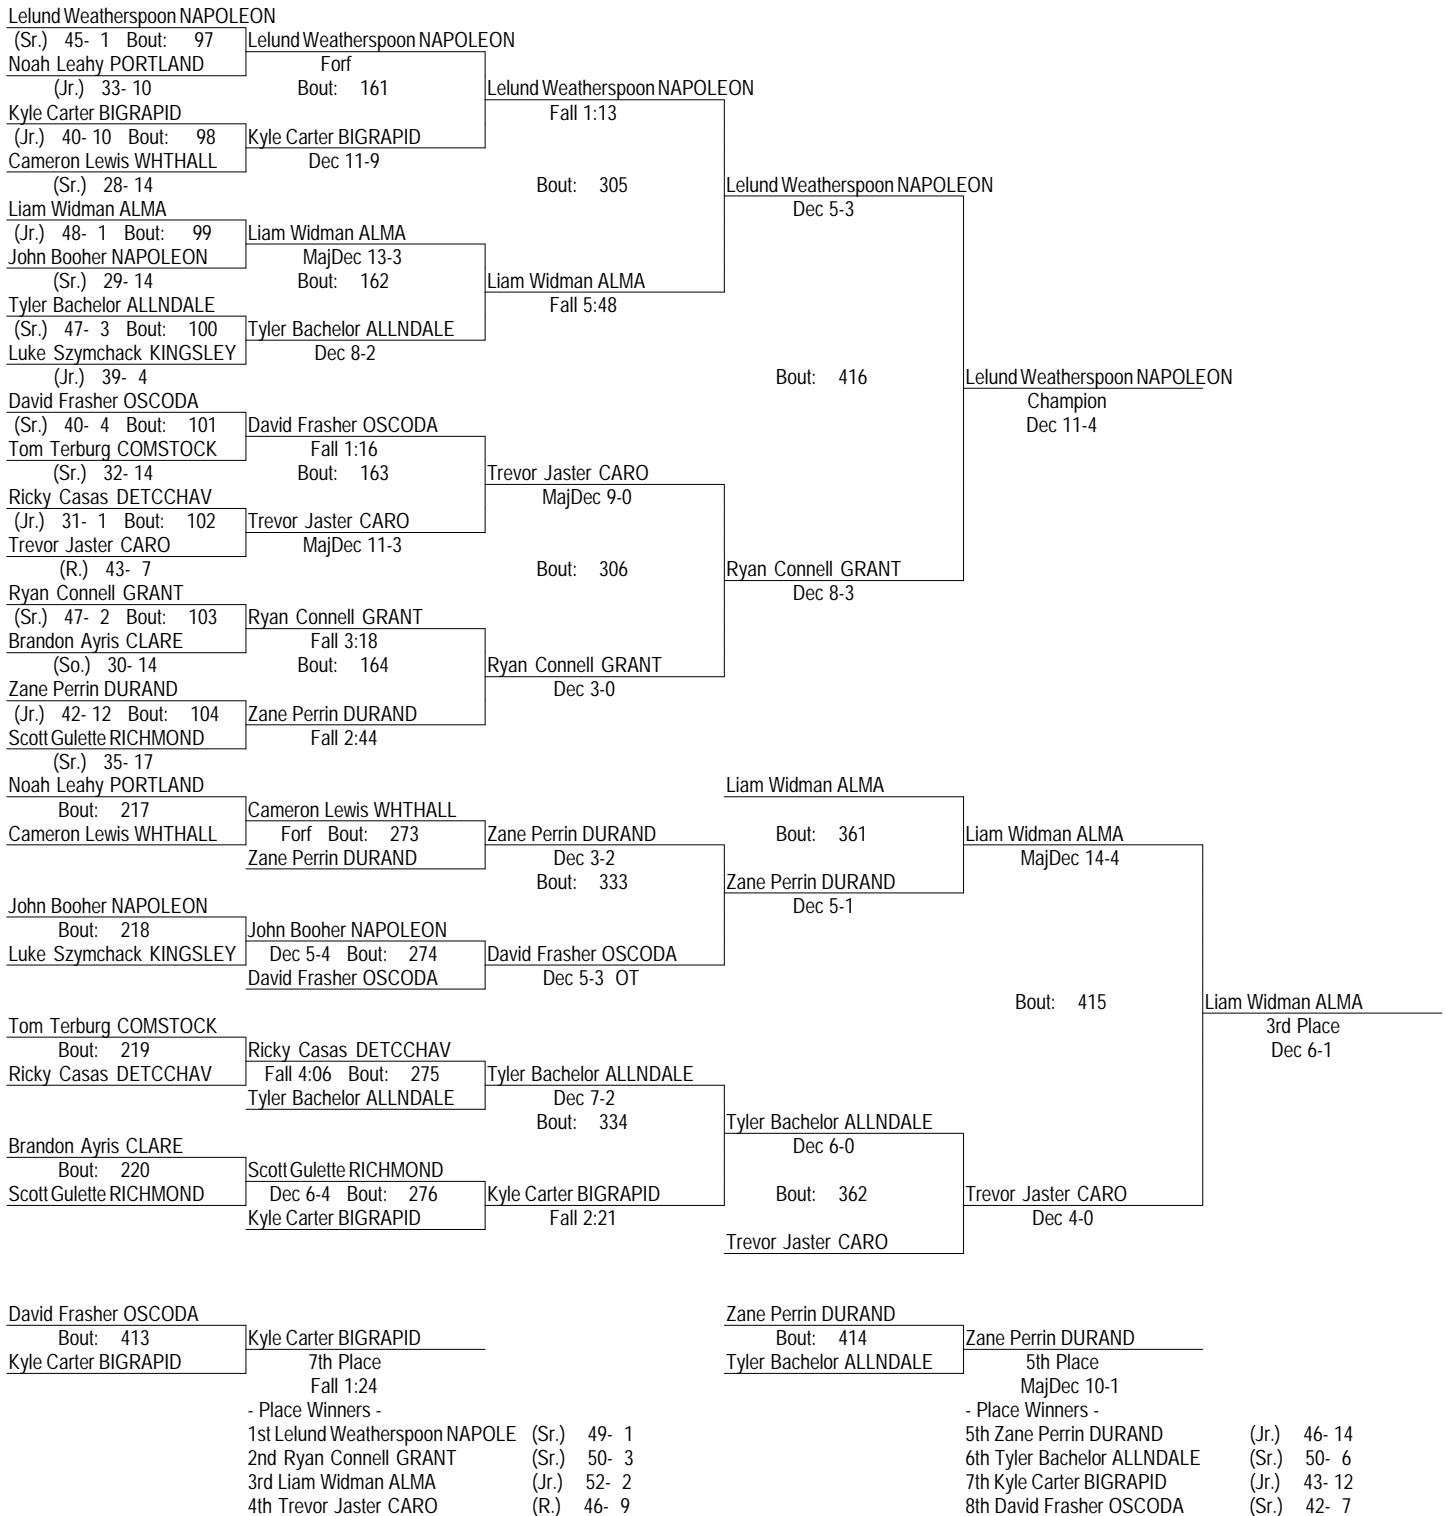 Lelund Weatherspoon NAPOLEON
(Sr.) 45- 1 Bout: 97 Lelund Weatherspoon NAPOLEON
Noah Leahy PORTLAND Forf
(Jr.) 33- 10 Bout: 161 Lelund Weatherspoon NAPOLEON
Kyle Carter BIGRAPID Fall 1:13
(Jr.) 40- 10 Bout: 98 Kyle Carter BIGRAPID
Cameron Lewis WHTHALL Dec 11-9
(Sr.) 28- 14 Bout: 305 Lelund Weatherspoon NAPOLEON
Liam Widman ALMA Dec 5-3
(Jr.) 48- 1 Bout: 99 Liam Widman ALMA
John Booher NAPOLEON MajDec 13-3
(Sr.) 29- 14 Bout: 162 Liam Widman ALMA
Tyler Bachelor ALLNDALE Fall 5:48
(Sr.) 47- 3 Bout: 100 Tyler Bachelor ALLNDALE
Luke Szymchack KINGSLEY Dec 8-2
(Jr.) 39- 4 Bout: 416 Lelund Weatherspoon NAPOLEON
David Frasher OSCODA Champion
(Sr.) 40- 4 Bout: 101 David Frasher OSCODA Dec 11-4
Tom Terburg COMSTOCK Fall 1:16
(Sr.) 32- 14 Bout: 163 Trevor Jaster CARO
Ricky Casas DETCCHAV MajDec 9-0
(Jr.) 31- 1 Bout: 102 Trevor Jaster CARO
Trevor Jaster CARO MajDec 11-3
(R.) 43- 7 Bout: 306 Ryan Connell GRANT
Ryan Connell GRANT Dec 8-3
(Sr.) 47- 2 Bout: 103 Ryan Connell GRANT
Brandon Ayris CLARE Fall 3:18
(So.) 30- 14 Bout: 164 Ryan Connell GRANT
Zane Perrin DURAND Dec 3-0
(Jr.) 42- 12 Bout: 104 Zane Perrin DURAND
Scott Gulette RICHMOND Fall 2:44
(Sr.) 35- 17
Noah Leahy PORTLAND Liam Widman ALMA
Bout: 217 Cameron Lewis WHTHALL
Cameron Lewis WHTHALL Forf Bout: 273 Zane Perrin DURAND Bout: 361 Liam Widman ALMA
Zane Perrin DURAND Dec 3-2 MajDec 14-4
Bout: 333 Zane Perrin DURAND
John Booher NAPOLEON Dec 5-1
Bout: 218 John Booher NAPOLEON
Luke Szymchack KINGSLEY Dec 5-4 Bout: 274 David Frasher OSCODA
David Frasher OSCODA Dec 5-3 OT
Bout: 415 Liam Widman ALMA
Tom Terburg COMSTOCK 3rd Place
Bout: 219 Ricky Casas DETCCHAV Dec 6-1
Ricky Casas DETCCHAV Fall 4:06 Bout: 275 Tyler Bachelor ALLNDALE
Tyler Bachelor ALLNDALE Dec 7-2
Bout: 334 Tyler Bachelor ALLNDALE
Brandon Ayris CLARE Dec 6-0
Bout: 220 Scott Gulette RICHMOND
Scott Gulette RICHMOND Dec 6-4 Bout: 276 Kyle Carter BIGRAPID Bout: 362 Trevor Jaster CARO
Kyle Carter BIGRAPID Fall 2:21 Dec 4-0
Trevor Jaster CARO
David Frasher OSCODA Zane Perrin DURAND
Bout: 413 Kyle Carter BIGRAPID Bout: 414 Zane Perrin DURAND
Kyle Carter BIGRAPID 7th Place Tyler Bachelor ALLNDALE 5th Place
Fall 1:24 MajDec 10-1
- Place Winners - - Place Winners -
1st Lelund Weatherspoon NAPOLE (Sr.) 49- 1 5th Zane Perrin DURAND (Jr.) 46- 14
2nd Ryan Connell GRANT (Sr.) 50- 3 6th Tyler Bachelor ALLNDALE (Sr.) 50- 6
3rd Liam Widman ALMA (Jr.) 52- 2 7th Kyle Carter BIGRAPID (Jr.) 43- 12
4th Trevor Jaster CARO (R.) 46- 9 8th David Frasher OSCODA (Sr.) 42- 7